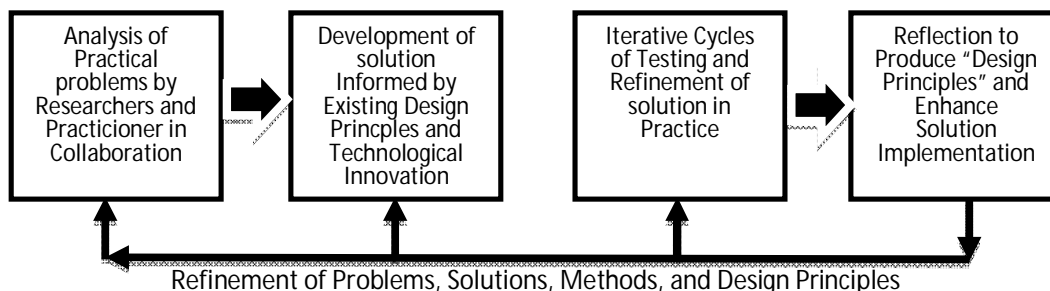 Analysis of
Practical
problems by
Researchers and
Practicioner in
Collaboration
Development of
solution
Informed by
Existing Design
Princples and
Technological
Innovation
Iterative Cycles
of Testing and
Refinement of
solution in
Practice
Reflection to
Produce “Design
Principles” and
Enhance
Solution
Implementation
Refinement of Problems, Solutions, Methods, and Design Principles